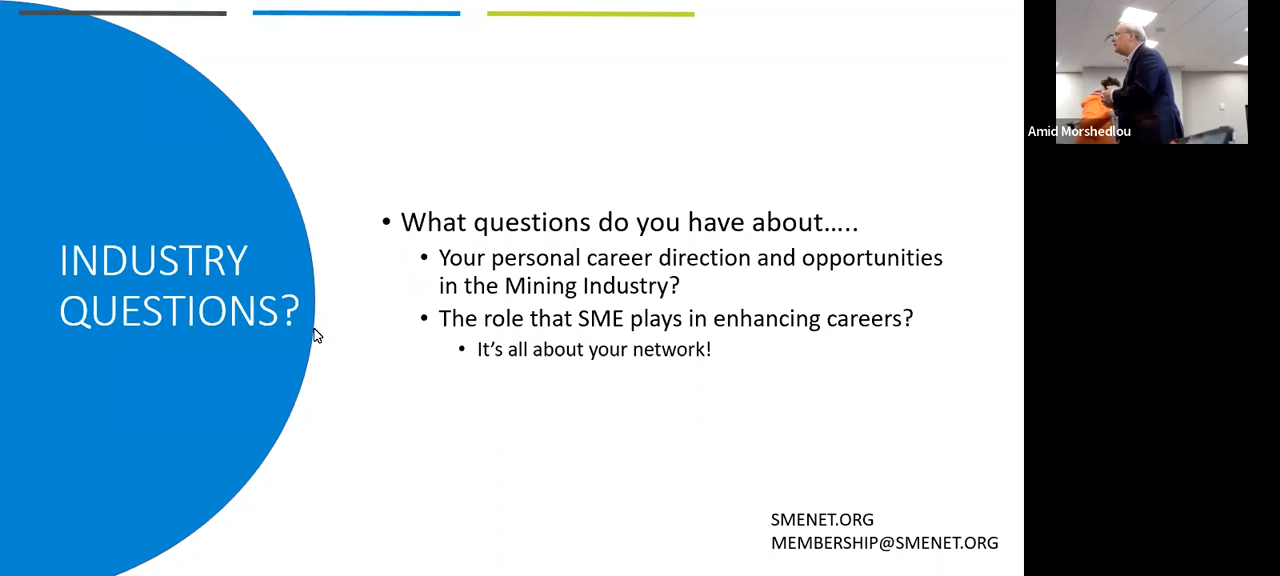 INDUSTRY
QUESTIONS?
• What questions do you have about.....
• Your personal career direction and opportunities
in the Mining Industry?
• The role that SME plays in enhancing careers?
• It's all about your network!
SMENET.ORG
MEMBERSHIP@SMENET.ORG
Amid Morshedlou